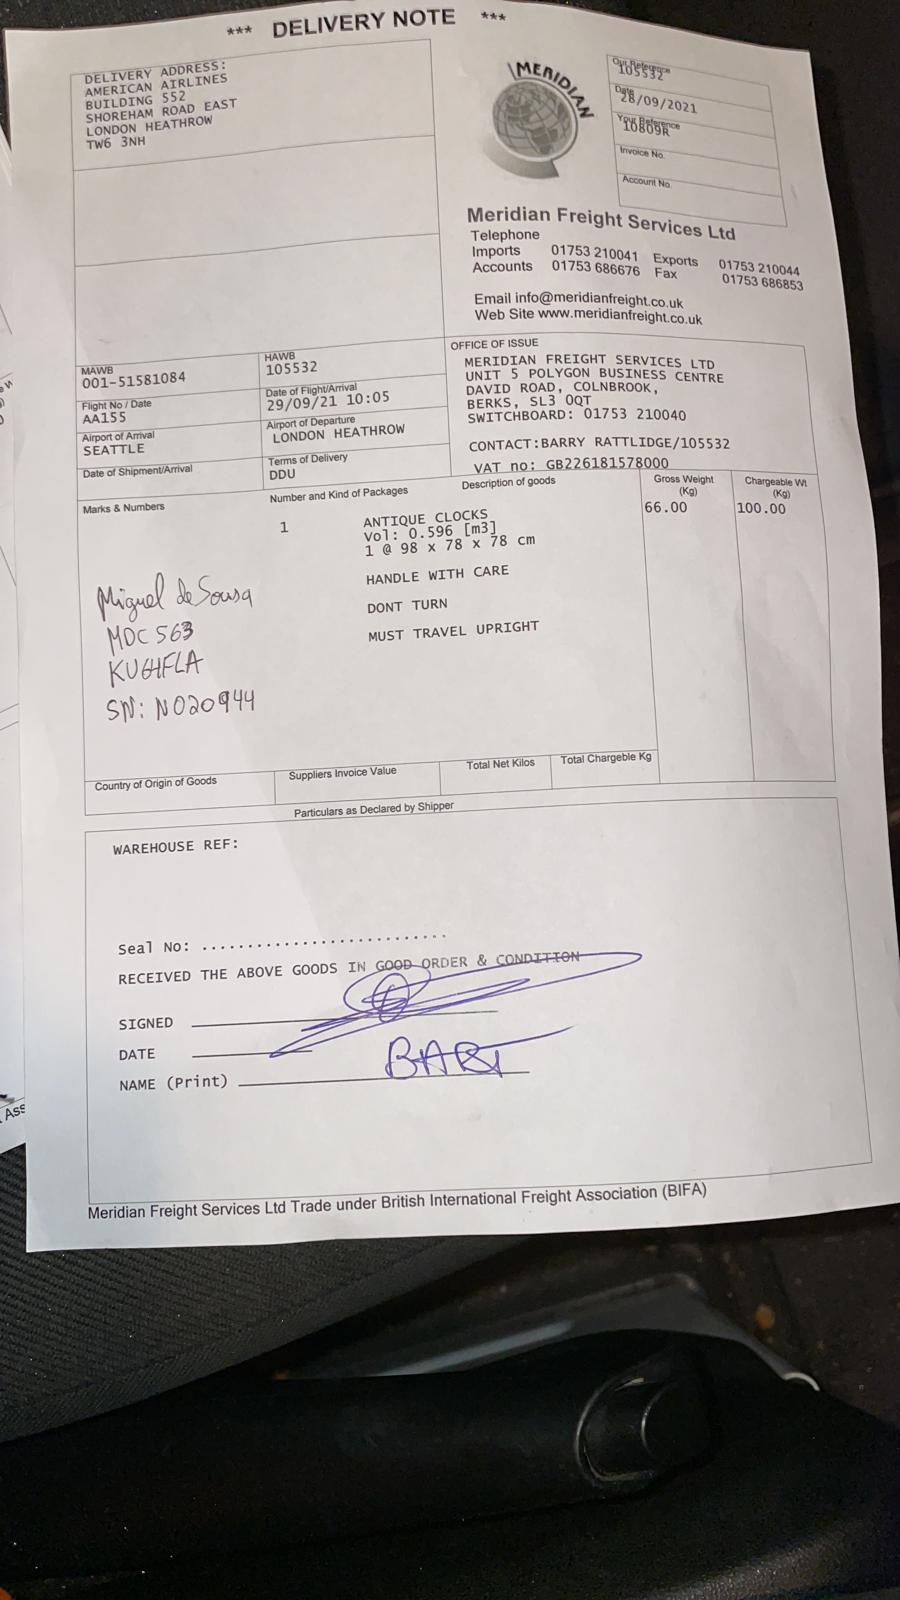 *** DELIVERY NOTE ***
DELIVERY ADDRESS:
AMERICAN AIRLINES
BUILDING 552
SHOREHAM ROAD EAST
LONDON HEATHROW
TW6 3NH
MERIDIAN
Our Reference
105532
Date
28/09/2021
Your Reference
10809R
Invoice No.
Account No.
Meridian Freight Services Ltd
Telephone
Imports 01753 210041 Exports 01753 210044
Accounts 01753 686676 Fax 01753 686853
Email info@meridianfreight.co.uk
Web Site www.meridianfreight.co.uk
MAWB
001-51581084
HAWB
105532
Flight No / Date
AA155
Date of Flight/Arrival
29/09/21 10:05
Airport of Arrival
SEATTLE
Airport of Departure
LONDON HEATHROW
Date of Shipment/Arrival
Terms of Delivery
DDU
OFFICE OF ISSUE
MERIDIAN FREIGHT SERVICES LTD
UNIT 5 POLYGON BUSINESS CENTRE
DAVID ROAD, COLNBROOK,
BERKS, SL3 0QT
SWITCHBOARD: 01753 210040
CONTACT:BARRY RATTLIDGE/105532
VAT no: GB226181578000
Marks & Numbers
Number and Kind of Packages
Description of goods
Gross Weight
(Kg)
Chargeable Wt
(Kg)
1
ANTIQUE CLOCKS
Vol: 0.596 [m3]
1 @ 98 x 78 x 78 cm
66.00
100.00
HANDLE WITH CARE
DONT TURN
MUST TRAVEL UPRIGHT
Miguel de Sousa
MDC 563
SN: N020944
Country of Origin of Goods
Suppliers Invoice Value
Total Net Kilos
Total Chargeble Kg
Particulars as Declared by Shipper
WAREHOUSE REF:
Seal No: ...........................
RECEIVED THE ABOVE GOODS IN GOOD ORDER & CONDITION
SIGNED
DATE
NAME (Print)
BART
Meridian Freight Services Ltd Trade under British International Freight Association (BIFA)